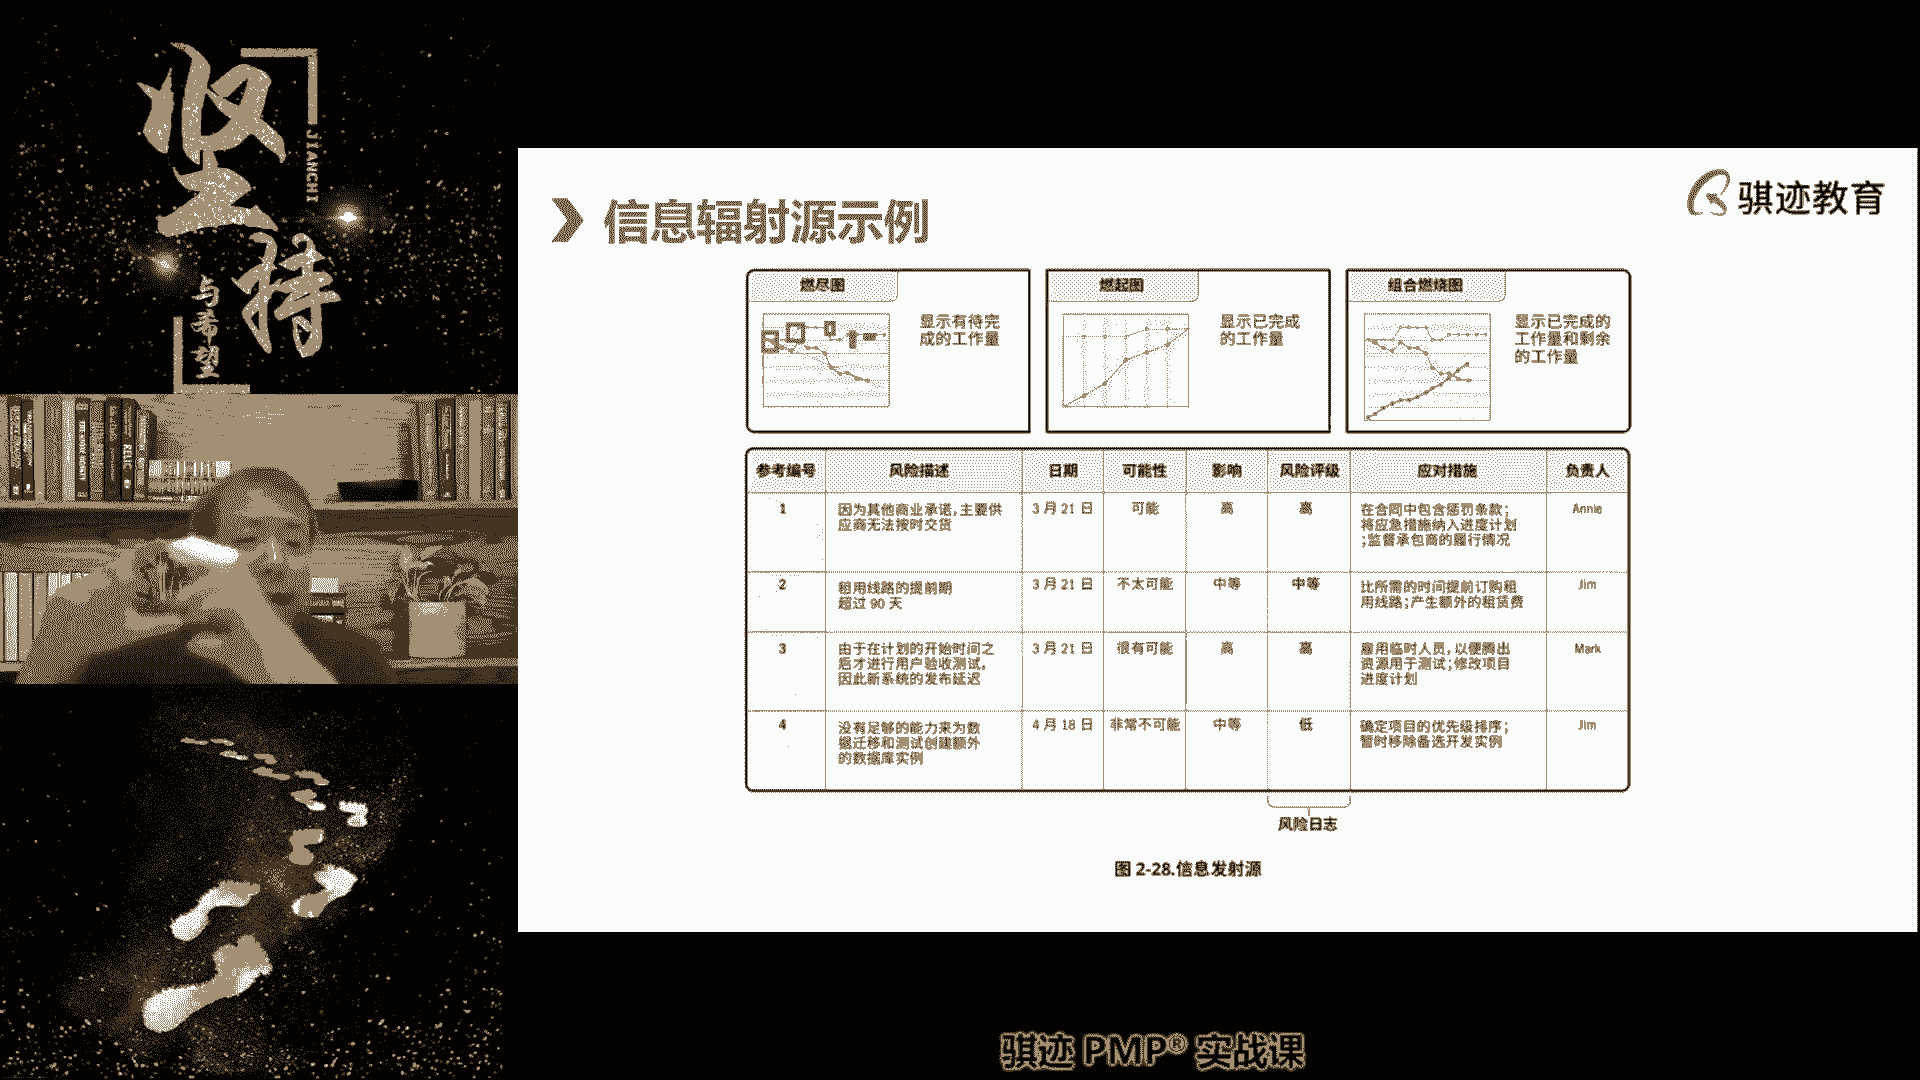 坚持
JIANCHI
与希望
信息辐射源示例
骐迹教育
燃尽图
显示有待完
成的工作量
燃起图
显示已完成
的工作量
组合燃烧图
显示已完成的
工作量和剩余
的工作量
参考编号 风险描述 日期 可能性 影响 风险评级 应对措施 负责人
1 因为其他商业承诺,主要供 3 月 21 日 可能 高 高 在合同中包含惩罚条款; Annie
应商无法按时交货 将应急措施纳入进度计划
;监督承包商的履行情况
2 租用线路的提前期 3 月 21 日 不太可能 中等 中等 比所需的时间提前订购租 Jim
超过 90 天 用线路;产生额外的租赁费
3 由于在计划的开始时间之 3 月 21 日 很有可能 高 高 雇用临时人员,以便腾出 Mark
后才进行用户验收测试, 资源用于测试;修改项目
因此新系统的发布延迟 进度计划
4 没有足够的能力来为数 4 月 18 日 非常不可能 中等 低 确定项目的优先级排序; Jim
据迁移和测试创建额外 暂时移除备选开发实例
的数据库实例
风险日志
图 2-28.信息发射源
骐迹 PMP® 实战课